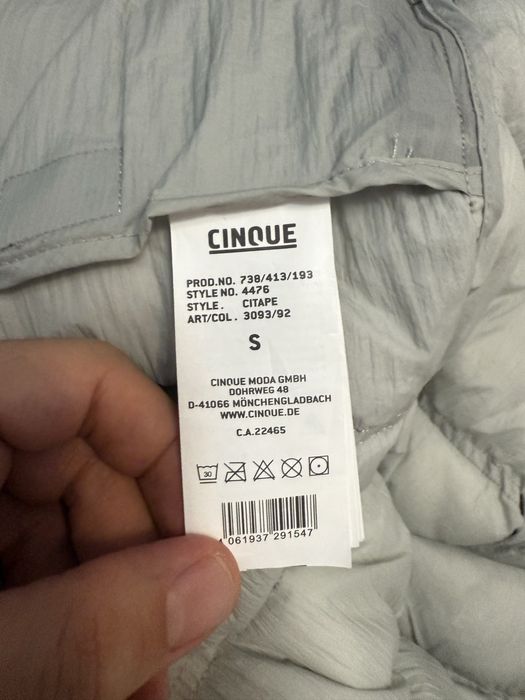 CINQUE
PROD.NO. 738/413/193
STYLE NO. 4476
STYLE. CITAPE
ART/COL. 3093/92
S
CINQUE MODA GMBH
DOHRWEG 48
D-41066 MÖNCHENGLADBACH
WWW.CINQUE.DE
C.A.22465
30
4 061937 291547